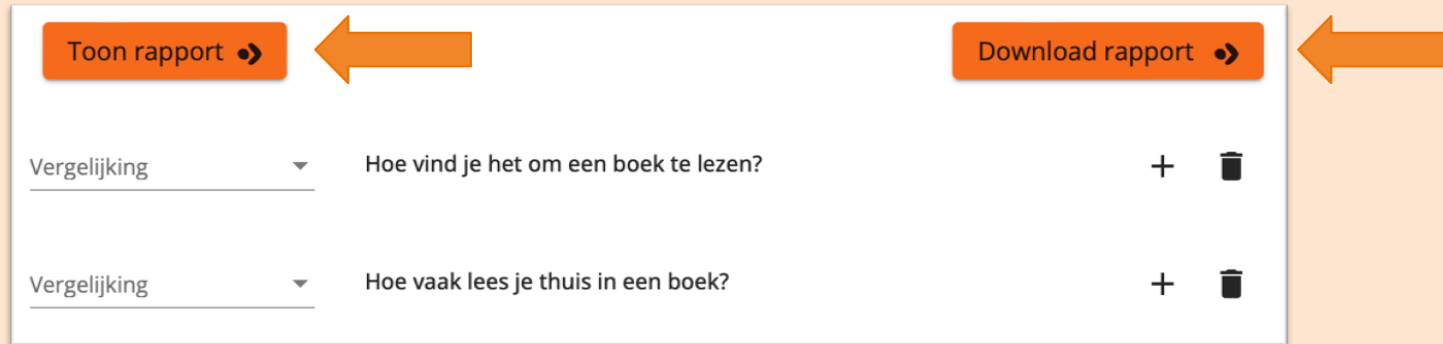 Toon rapport
Download rapport
Vergelijking
Hoe vind je het om een boek te lezen?
Vergelijking
Hoe vaak lees je thuis in een boek?